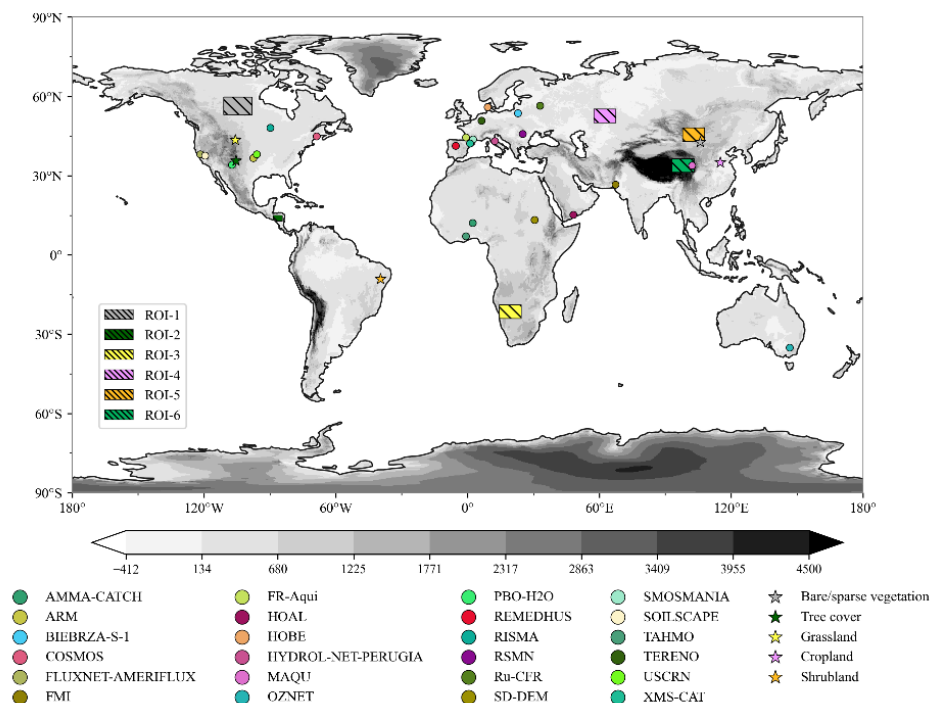 90°N
60°N
30°N
0°
30°S
60°S
90°S
180° 120°W 60°W 0° 60°E 120°E 180°
ROI-1
ROI-2
ROI-3
ROI-4
ROI-5
ROI-6
−412 134 680 1225 1771 2317 2863 3409 3955 4500
AMMA-CATCH FR-Aqui PBO-H2O SMOSMANIA Bare/sparse vegetation
ARM HOAL REMEDHUS SOILSCAPE Tree cover
BIEBRZA-S-1 HOBE RISMA TAHMO Grassland
COSMOS HYDROL-NET-PERUGIA RSMN TERENO Cropland
FLUXNET-AMERIFLUX MAQU Ru-CFR USCRN Shrubland
FMI OZNET SD-DEM XMS-CAT